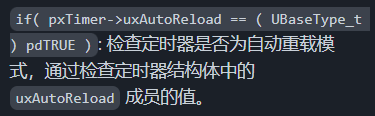 if( pxTimer->uxAutoReload == ( UBaseType_t
) pdTRUE ): 检查定时器是否为自动重载模
式，通过检查定时器结构体中的
uxAutoReload 成员的值。